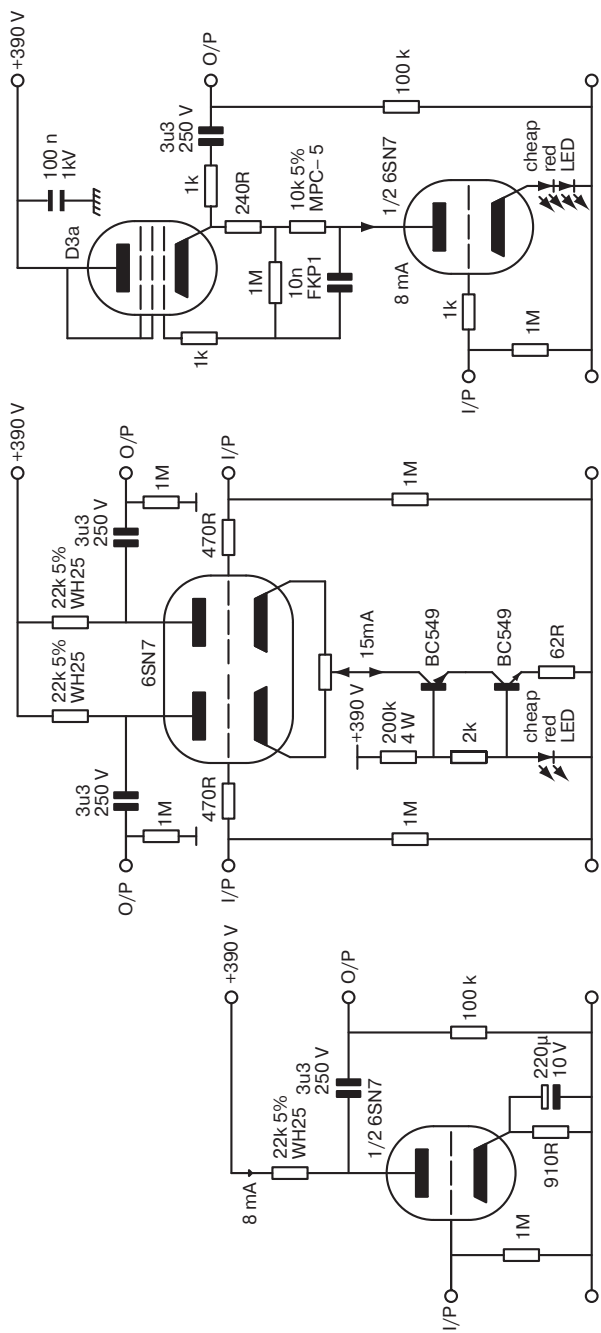 +390 V
8 mA
22k 5%
WH25
3u3
250 V
O/P
1/2 6SN7
I/P
1M
910R
220µ
10 V
100 k
+390 V
22k 5%
WH25
22k 5%
WH25
3u3
250 V
3u3
250 V
O/P
O/P
1M
1M
6SN7
470R
470R
I/P
I/P
15mA
+390 V
200k
4 W
BC549
1M
1M
2k
BC549
cheap
red
LED
62R
+390 V
100 n
1kV
D3a
3u3
250 V
O/P
1k
240R
1k
1M
10k 5%
MPC–5
10n
FKP1
100 k
8 mA
1/2 6SN7
I/P
1k
1M
cheap
red
LED